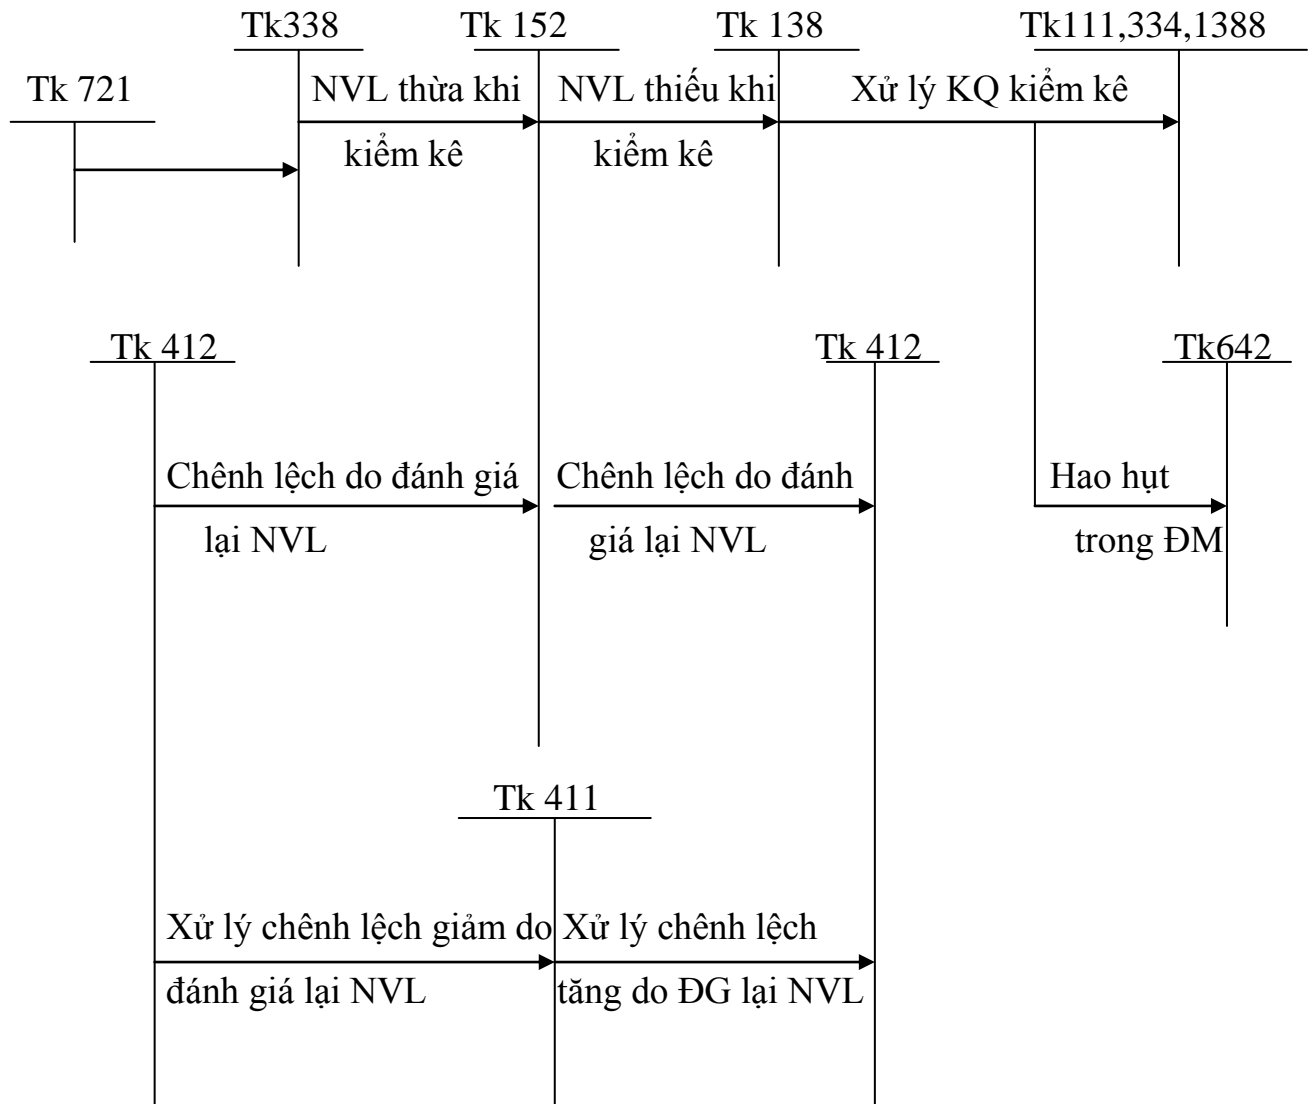 Tk338
Tk 152
Tk 138
Tk111,334,1388
Tk 721
NVL thừa khi
kiểm kê
NVL thiếu khi
kiểm kê
Xử lý KQ kiểm kê
Tk 412
Tk 412
Tk642
Chênh lệch do đánh giá
lại NVL
Chênh lệch do đánh
giá lại NVL
Hao hụt
trong ĐM
Tk 411
Xử lý chênh lệch giảm do
đánh giá lại NVL
Xử lý chênh lệch
tăng do ĐG lại NVL